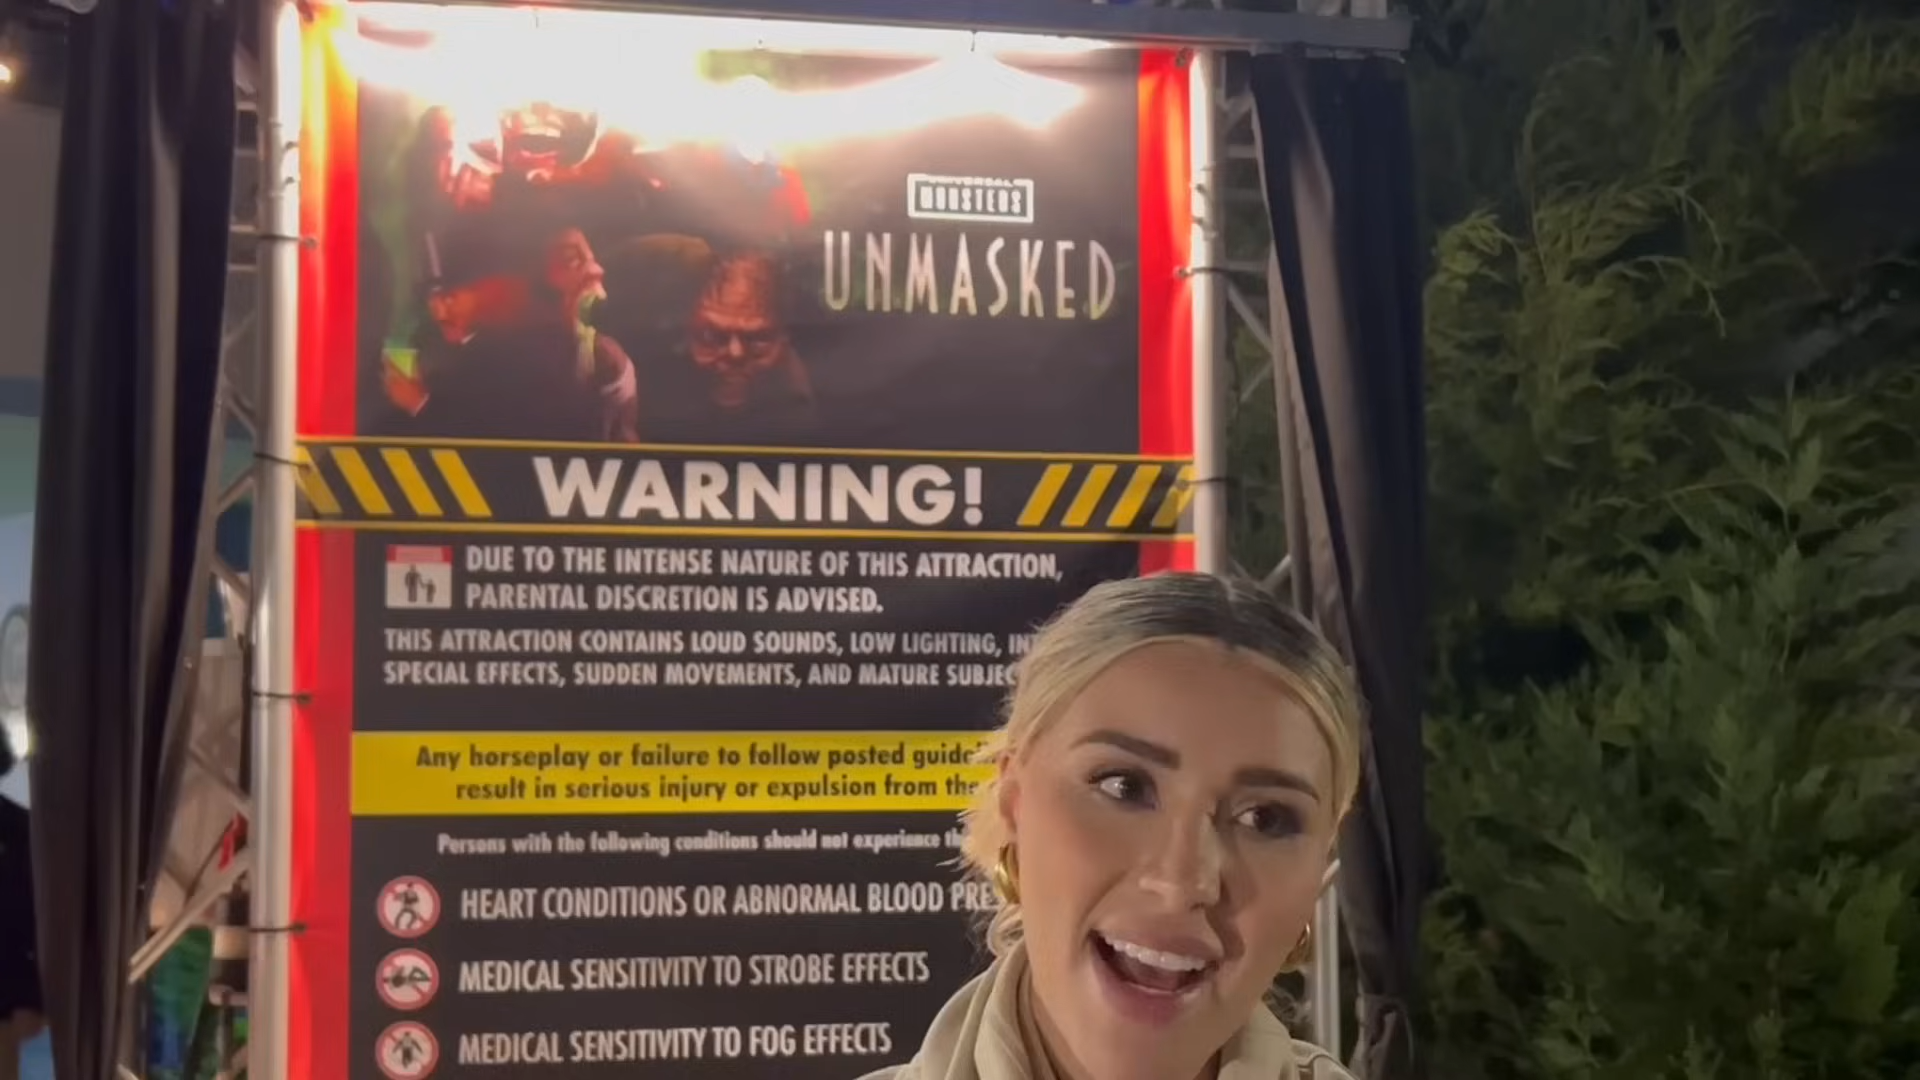 UNIVERSAL
MONSTERS
UNMASKED
WARNING!
DUE TO THE INTENSE NATURE OF THIS ATTRACTION,
PARENTAL DISCRETION IS ADVISED.
THIS ATTRACTION CONTAINS LOUD SOUNDS, LOW LIGHTING,
SPECIAL EFFECTS, SUDDEN MOVEMENTS, AND MATURE
Any horseplay or failure to follow posted
result in serious injury or expulsion from the
Persons with the following conditions should not experience
HEART CONDITIONS OR ABNORMAL BLOOD
MEDICAL SENSITIVITY TO STROBE EFFECTS
MEDICAL SENSITIVITY TO FOG EFFECTS